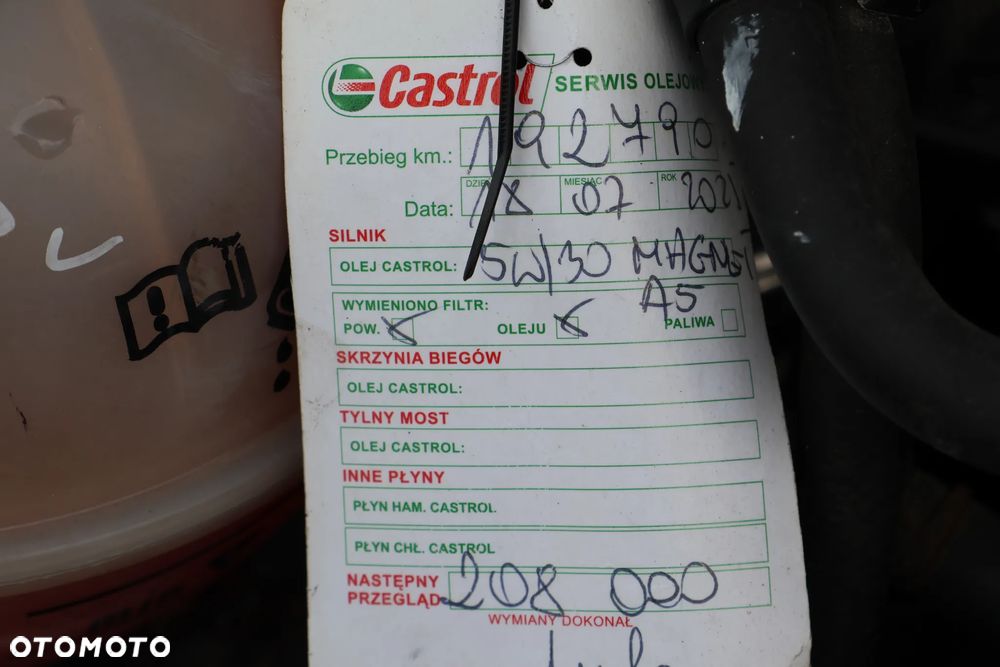 Castrol SERWIS OLEJOWY
Przebieg km.: 192790
DZIEŃ MIESIĄC ROK
Data: 18 07 2021
SILNIK
OLEJ CASTROL: 5W/30 MAGNET
A5
WYMIENIONO FILTR:
POW. OLEJU PALIWA
SKRZYNIA BIEGÓW
OLEJ CASTROL:
TYLNY MOST
OLEJ CASTROL:
INNE PŁYNY
PŁYN HAM. CASTROL
PŁYN CHŁ. CASTROL
NASTĘPNY
PRZEGLĄD 208 000
WYMIANY DOKONAŁ
OTOMOTO